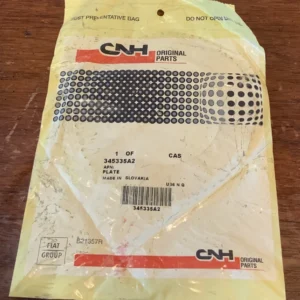 PREVENTATIVE BAG
DO NOT OPEN
CNH ORIGINAL PARTS
1 OF CAS
345335A2
APN:
PLATE
MADE IN SLOVAKIA
345335A2
FIAT GROUP
CNH ORIGINAL PARTS